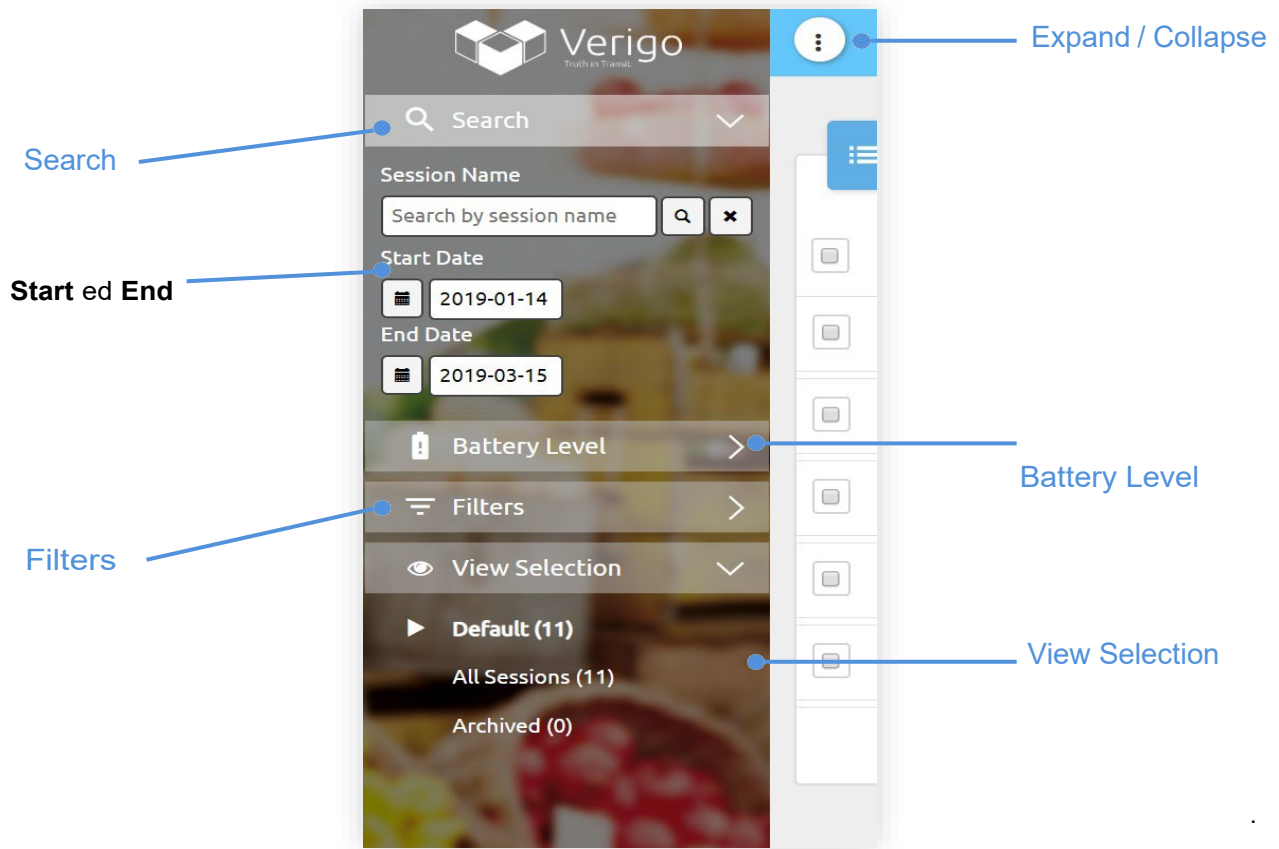 Verigo
Truth in Transit.
Expand / Collapse
Search
Search
Session Name
Search by session name
Start Date
Start ed End
2019-01-14
End Date
2019-03-15
Battery Level
Battery Level
Filters
Filters
View Selection
Default (11)
View Selection
All Sessions (11)
Archived (0)
.